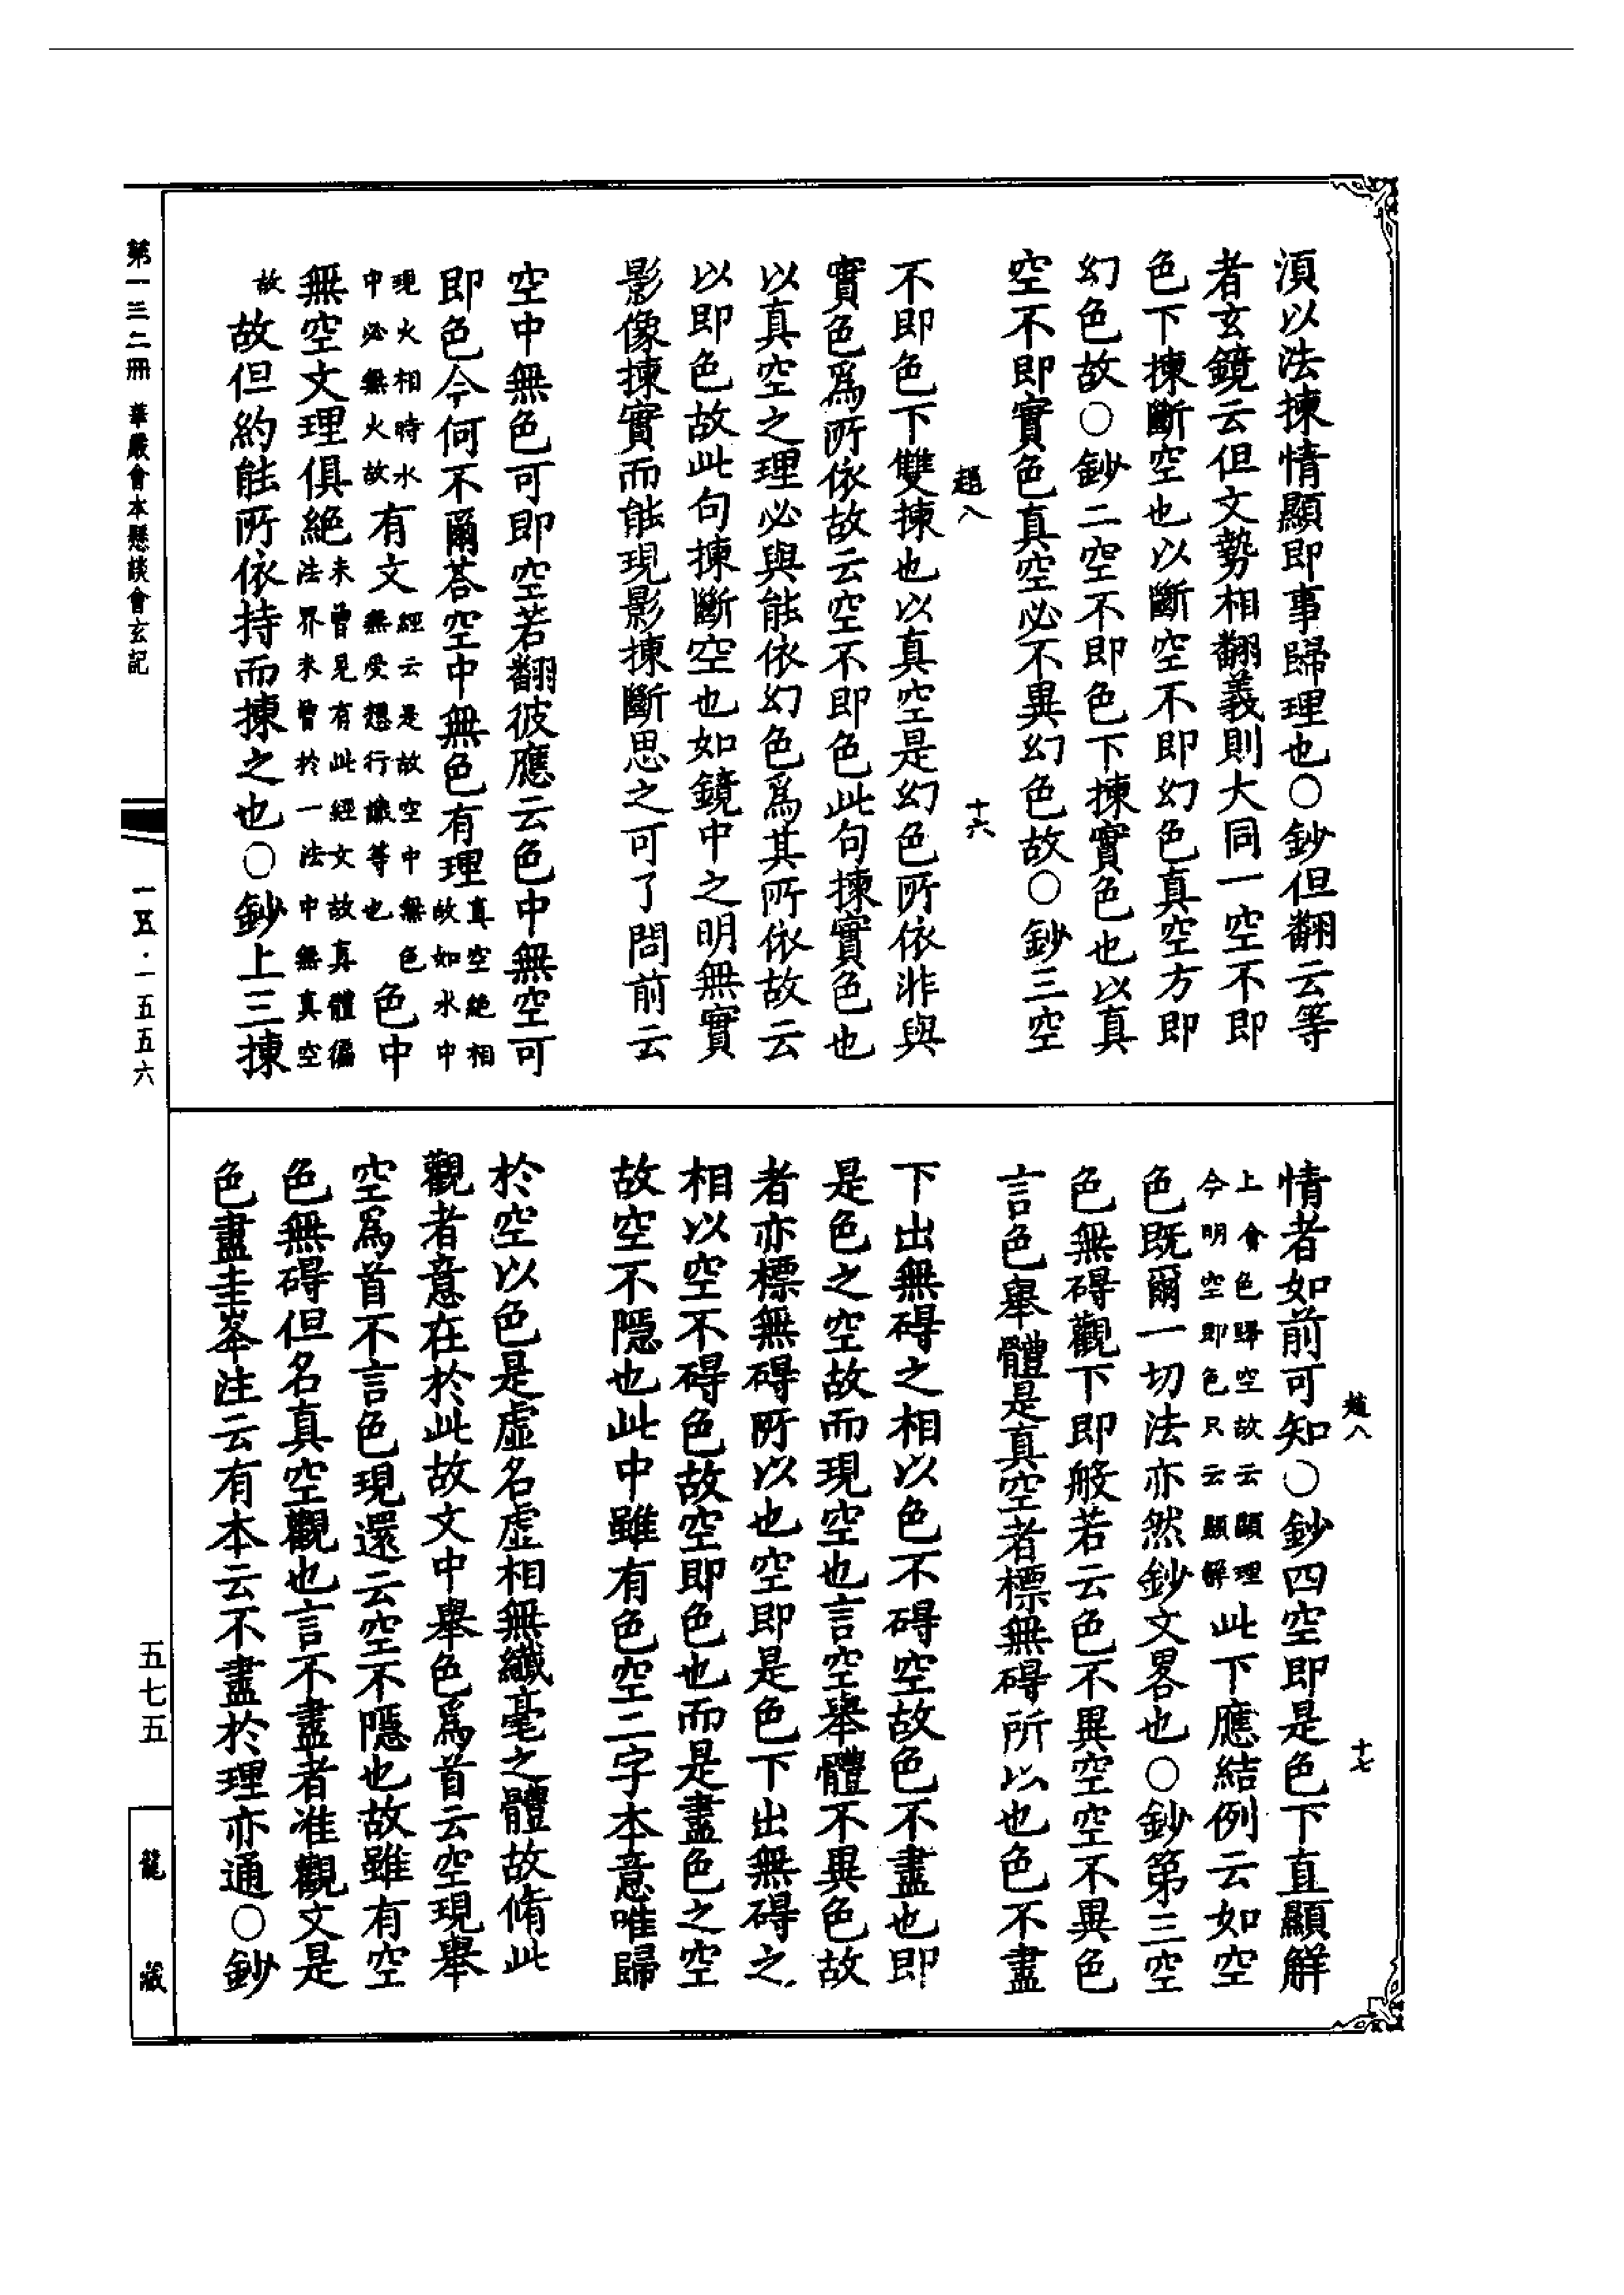 湏以法揀情顯即事歸理也〇鈔但翻云等
者玄鏡云但文勢相翻義則大同一空不即
色下揀斷空也以斷空不即幻色真空方即
幻色故〇鈔二空不即色下揀實色也以真
空不即實色真空必不異幻色故〇鈔三空
趙八 十六
不即色下雙揀也以真空是幻色所依非與
實色爲所依故云空不即色此句揀實色也
以真空之理必與能依幻色爲其所依故云
以即色故此句揀斷空也如鏡中之明無實
影像揀實而能現影揀斷思之可了問前云
空中無色可即空若翻彼應云色中無空可
即色今何不爾荅空中無色有理真空絕相故如水中
現火相時水中必無火故有文經云是故空中無色無受想行識等也色中
無空文理俱絕未曾見有此經文故真體徧法界未曾於一法中無真空
故故但約能所依持而揀之也〇鈔上三揀
趙八 十七
情者如前可知〇鈔四空即是色下直顯解
上會色歸空故云顯理今明空即色只云顯解此下應結例云如空
色既爾一切法亦然鈔文畧也〇鈔第三空
色無碍觀下即般若云色不異空空不異色
言色舉體是真空者標無碍所以也色不盡
下出無碍之相以色不碍空故色不盡也即
是色之空故而現空也言空舉體不異色故
者亦標無碍所以也空即是色下出無碍之
相以空不碍色故空即色也而是盡色之空
故空不隱也此中雖有色空二字本意唯歸
於空以色是虛名虛相無纖毫之體故脩此
觀者意在於此故文中舉色爲首云空現舉
空爲首不言色現還云空不隱也故雖有空
色無碍但名真空觀也言不盡者准觀文是
色盡圭峯注云有本云不盡於理亦通〇鈔
第一三二冊 華嚴會本懸談會玄記
一五·一五五六
五七五
龍藏